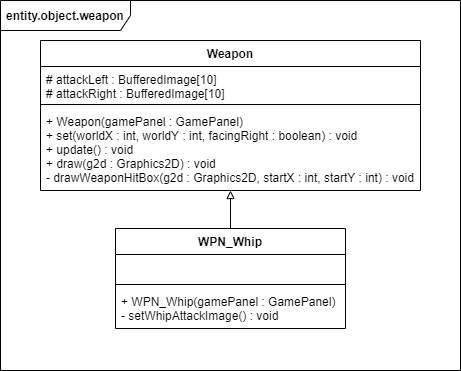 entity.object.weapon
Weapon
# attackLeft : BufferedImage[10]
# attackRight : BufferedImage[10]
+ Weapon(gamePanel : GamePanel)
+ set(worldX : int, worldY : int, facingRight : boolean) : void
+ update() : void
+ draw(g2d : Graphics2D) : void
- drawWeaponHitBox(g2d : Graphics2D, startX : int, startY : int) : void
WPN_Whip
+ WPN_Whip(gamePanel : GamePanel)
- setWhipAttackImage() : void